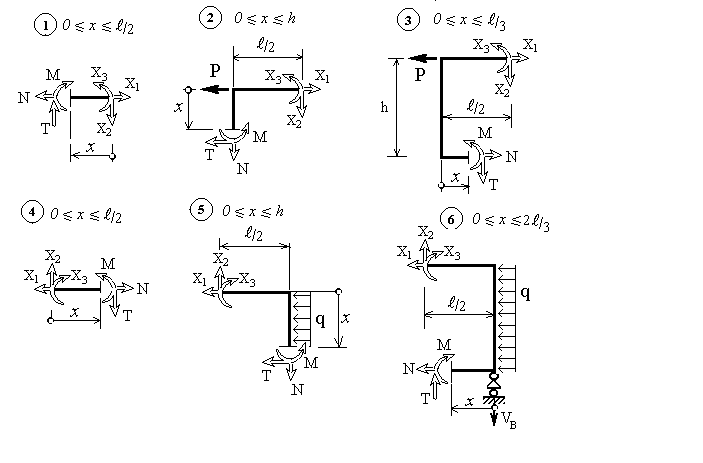 1 0 ⩽ x ⩽ ℓ/2
M X₃ X₁
N
T X₂
x
2 0 ⩽ x ⩽ h
ℓ/2
P X₃ X₁
x X₂
M
T
N
3 0 ⩽ x ⩽ ℓ/3
X₃ X₁
P
X₂
h ℓ/2
M
N
x T
4 0 ⩽ x ⩽ ℓ/2
X₂
X₁ X₃ M
N
x T
5 0 ⩽ x ⩽ h
ℓ/2
X₂
X₁ X₃
q x
T M
N
6 0 ⩽ x ⩽ 2ℓ/3
X₂
X₁ X₃
q
ℓ/2
M
N
T x
V_B